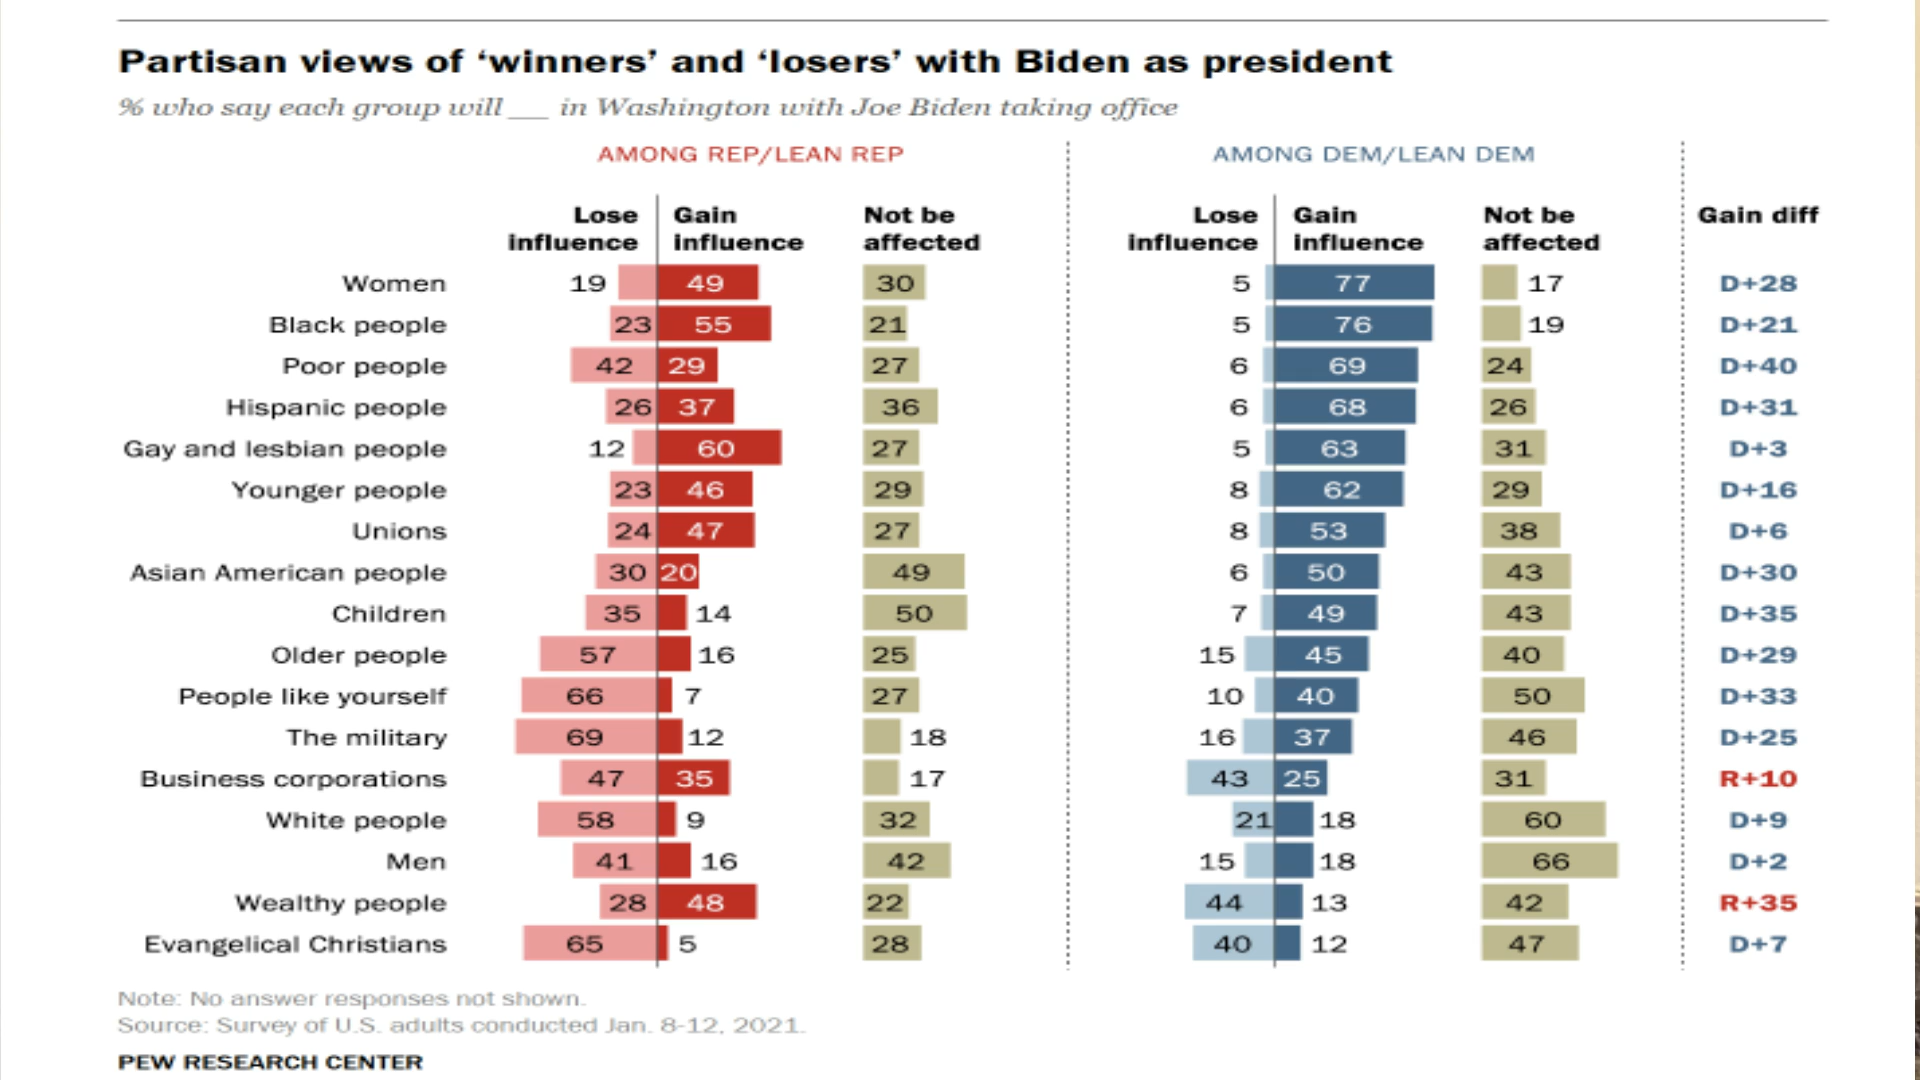 Partisan views of ‘winners’ and ‘losers’ with Biden as president
% who say each group will ___ in Washington with Joe Biden taking office
AMONG REP/LEAN REP AMONG DEM/LEAN DEM
Lose influence Gain influence Not be affected Lose influence Gain influence Not be affected Gain diff
Women 19 49 30 5 77 17 D+28
Black people 23 55 21 5 76 19 D+21
Poor people 42 29 27 6 69 24 D+40
Hispanic people 26 37 36 6 68 26 D+31
Gay and lesbian people 12 60 27 5 63 31 D+3
Younger people 23 46 29 8 62 29 D+16
Unions 24 47 27 8 53 38 D+6
Asian American people 30 20 49 6 50 43 D+30
Children 35 14 50 7 49 43 D+35
Older people 57 16 25 15 45 40 D+29
People like yourself 66 7 27 10 40 50 D+33
The military 69 12 18 16 37 46 D+25
Business corporations 47 35 17 43 25 31 R+10
White people 58 9 32 21 18 60 D+9
Men 41 16 42 15 18 66 D+2
Wealthy people 28 48 22 44 13 42 R+35
Evangelical Christians 65 5 28 40 12 47 D+7
Note: No answer responses not shown.
Source: Survey of U.S. adults conducted Jan. 8-12, 2021.
PEW RESEARCH CENTER